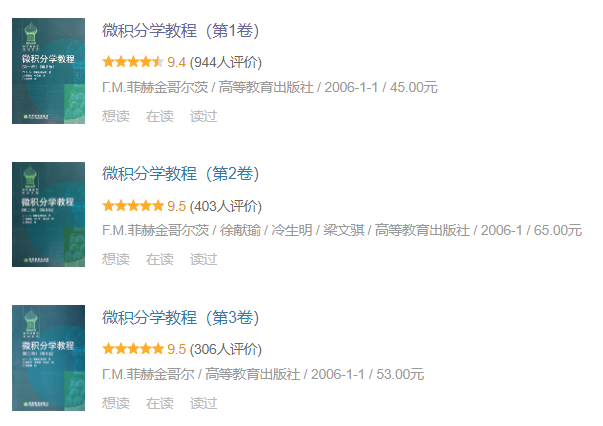 微积分学教程（第1卷）
9.4 (944人评价)
Г.М.菲赫金哥尔茨 / 高等教育出版社 / 2006-1-1 / 45.00元
想读 在读 读过
微积分学教程
微积分学教程（第2卷）
9.5 (403人评价)
F.M.菲赫金哥尔茨 / 徐献瑜 / 冷生明 / 梁文骐 / 高等教育出版社 / 2006-1 / 65.00元
想读 在读 读过
微积分学教程
微积分学教程（第3卷）
9.5 (306人评价)
Г.М.菲赫金哥尔 / 高等教育出版社 / 2006-1-1 / 53.00元
想读 在读 读过
微积分学教程